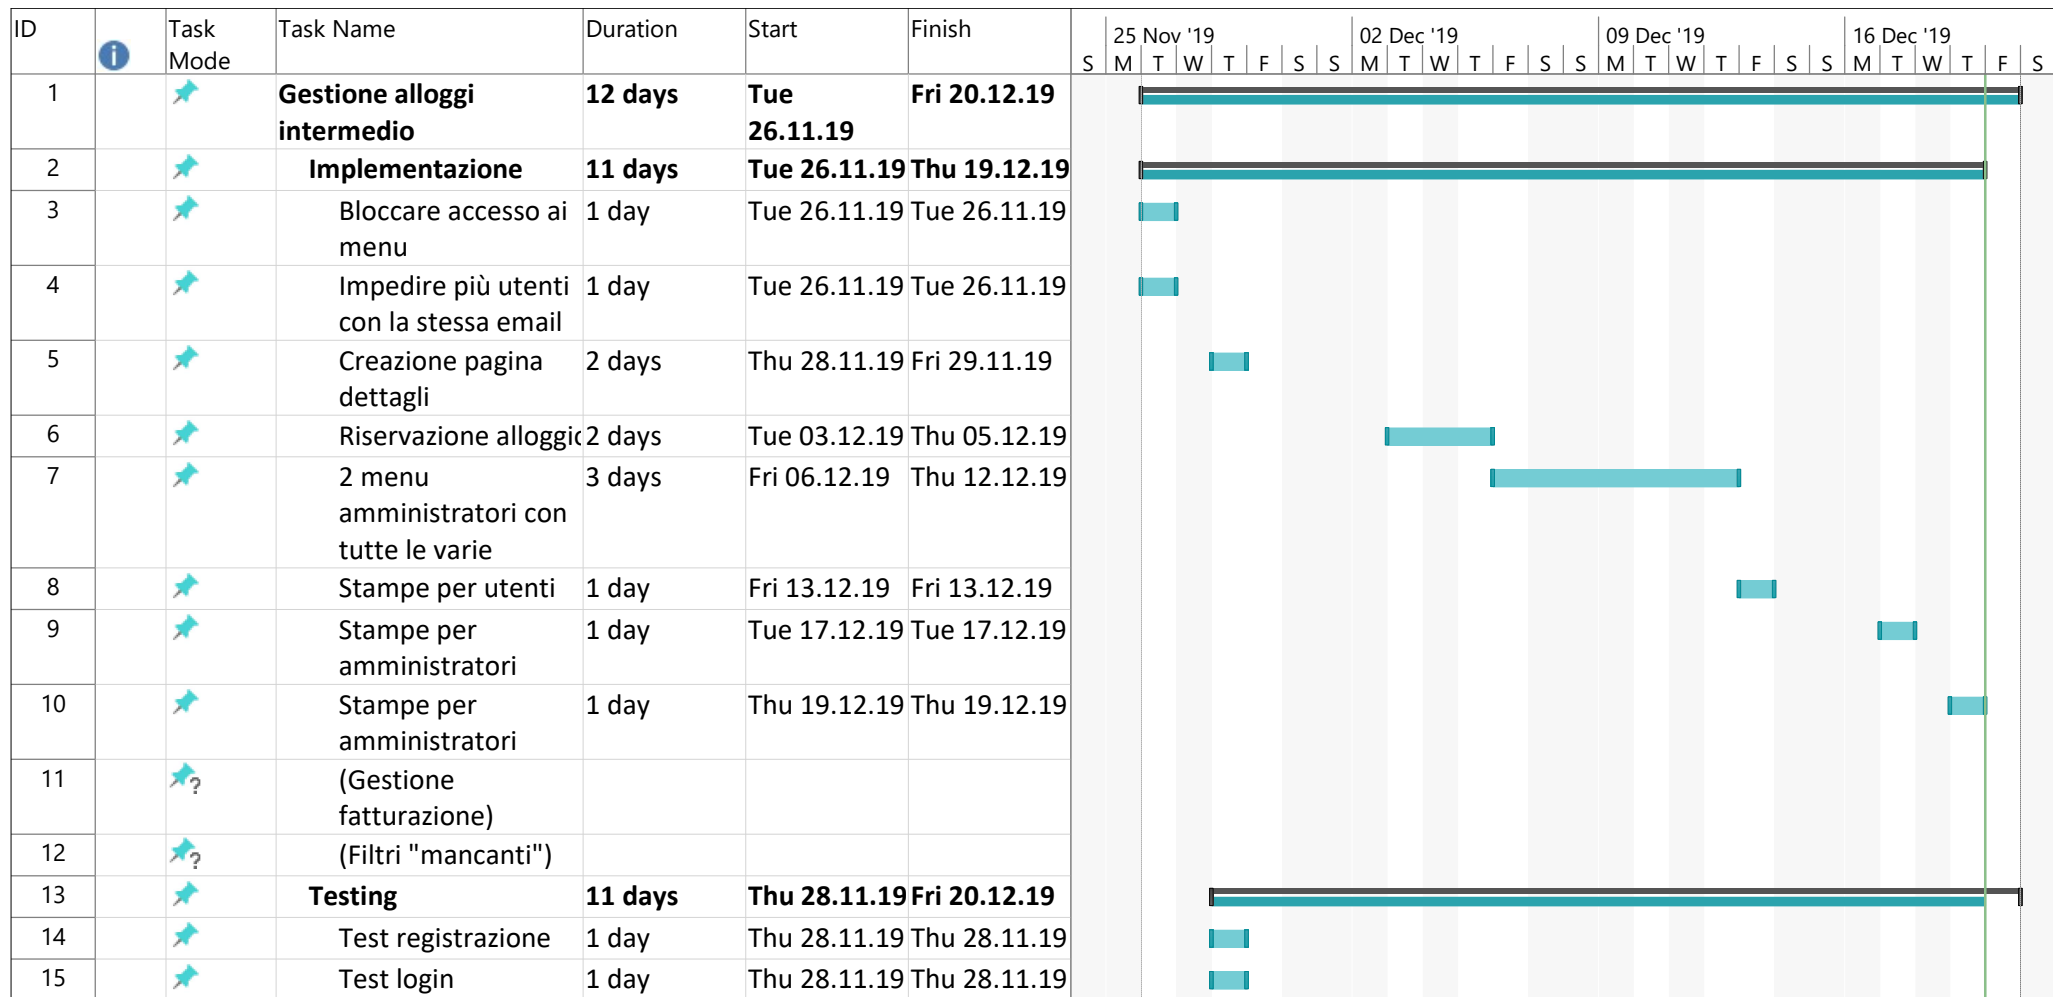 ID Task Mode Task Name Duration Start Finish
25 Nov '19 02 Dec '19 09 Dec '19 16 Dec '19
S M T W T F S S M T W T F S S M T W T F S S M T W T F S
1 Gestione alloggi intermedio 12 days Tue 26.11.19 Fri 20.12.19
2 Implementazione 11 days Tue 26.11.19 Thu 19.12.19
3 Bloccare accesso ai menu 1 day Tue 26.11.19 Tue 26.11.19
4 Impedire più utenti con la stessa email 1 day Tue 26.11.19 Tue 26.11.19
5 Creazione pagina dettagli 2 days Thu 28.11.19 Fri 29.11.19
6 Riservazione alloggio 2 days Tue 03.12.19 Thu 05.12.19
7 2 menu amministratori con tutte le varie 3 days Fri 06.12.19 Thu 12.12.19
8 Stampe per utenti 1 day Fri 13.12.19 Fri 13.12.19
9 Stampe per amministratori 1 day Tue 17.12.19 Tue 17.12.19
10 Stampe per amministratori 1 day Thu 19.12.19 Thu 19.12.19
11 ? (Gestione fatturazione)
12 ? (Filtri "mancanti")
13 Testing 11 days Thu 28.11.19 Fri 20.12.19
14 Test registrazione 1 day Thu 28.11.19 Thu 28.11.19
15 Test login 1 day Thu 28.11.19 Thu 28.11.19